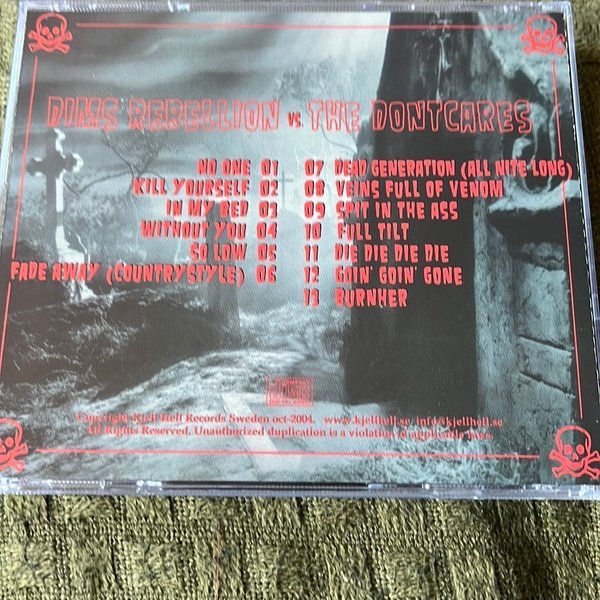 DIMS REBELLION VS. THE DONTCARES
NO ONE 01
KILL YOURSELF 02
IN MY BED 03
WITHOUT YOU 04
SO LOW 05
FADE AWAY (COUNTRYSTYLE) 06
07 DEAD GENERATION (ALL NITE LONG)
08 VEINS FULL OF VENOM
09 SPIT IN THE ASS
10 FULL TILT
11 DIE DIE DIE DIE
12 GOIN' GOIN' GONE
13 BURNHER
Copyright Kjell Hell Records Sweden oct-2004. www.kjellhell.se, info@kjellhell.se
All Rights Reserved. Unauthorized duplication is a violation of applicable laws.